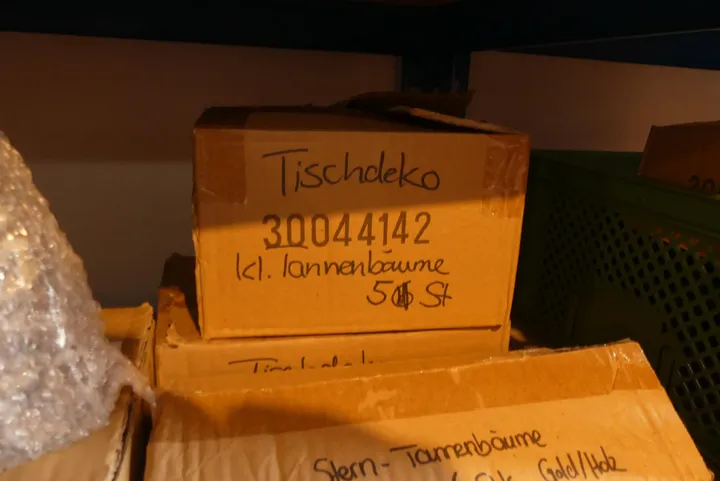 Tischdeko
30044142
kl. Tannenbäume
St
Stern-Tannenbäume
Gold/Holz